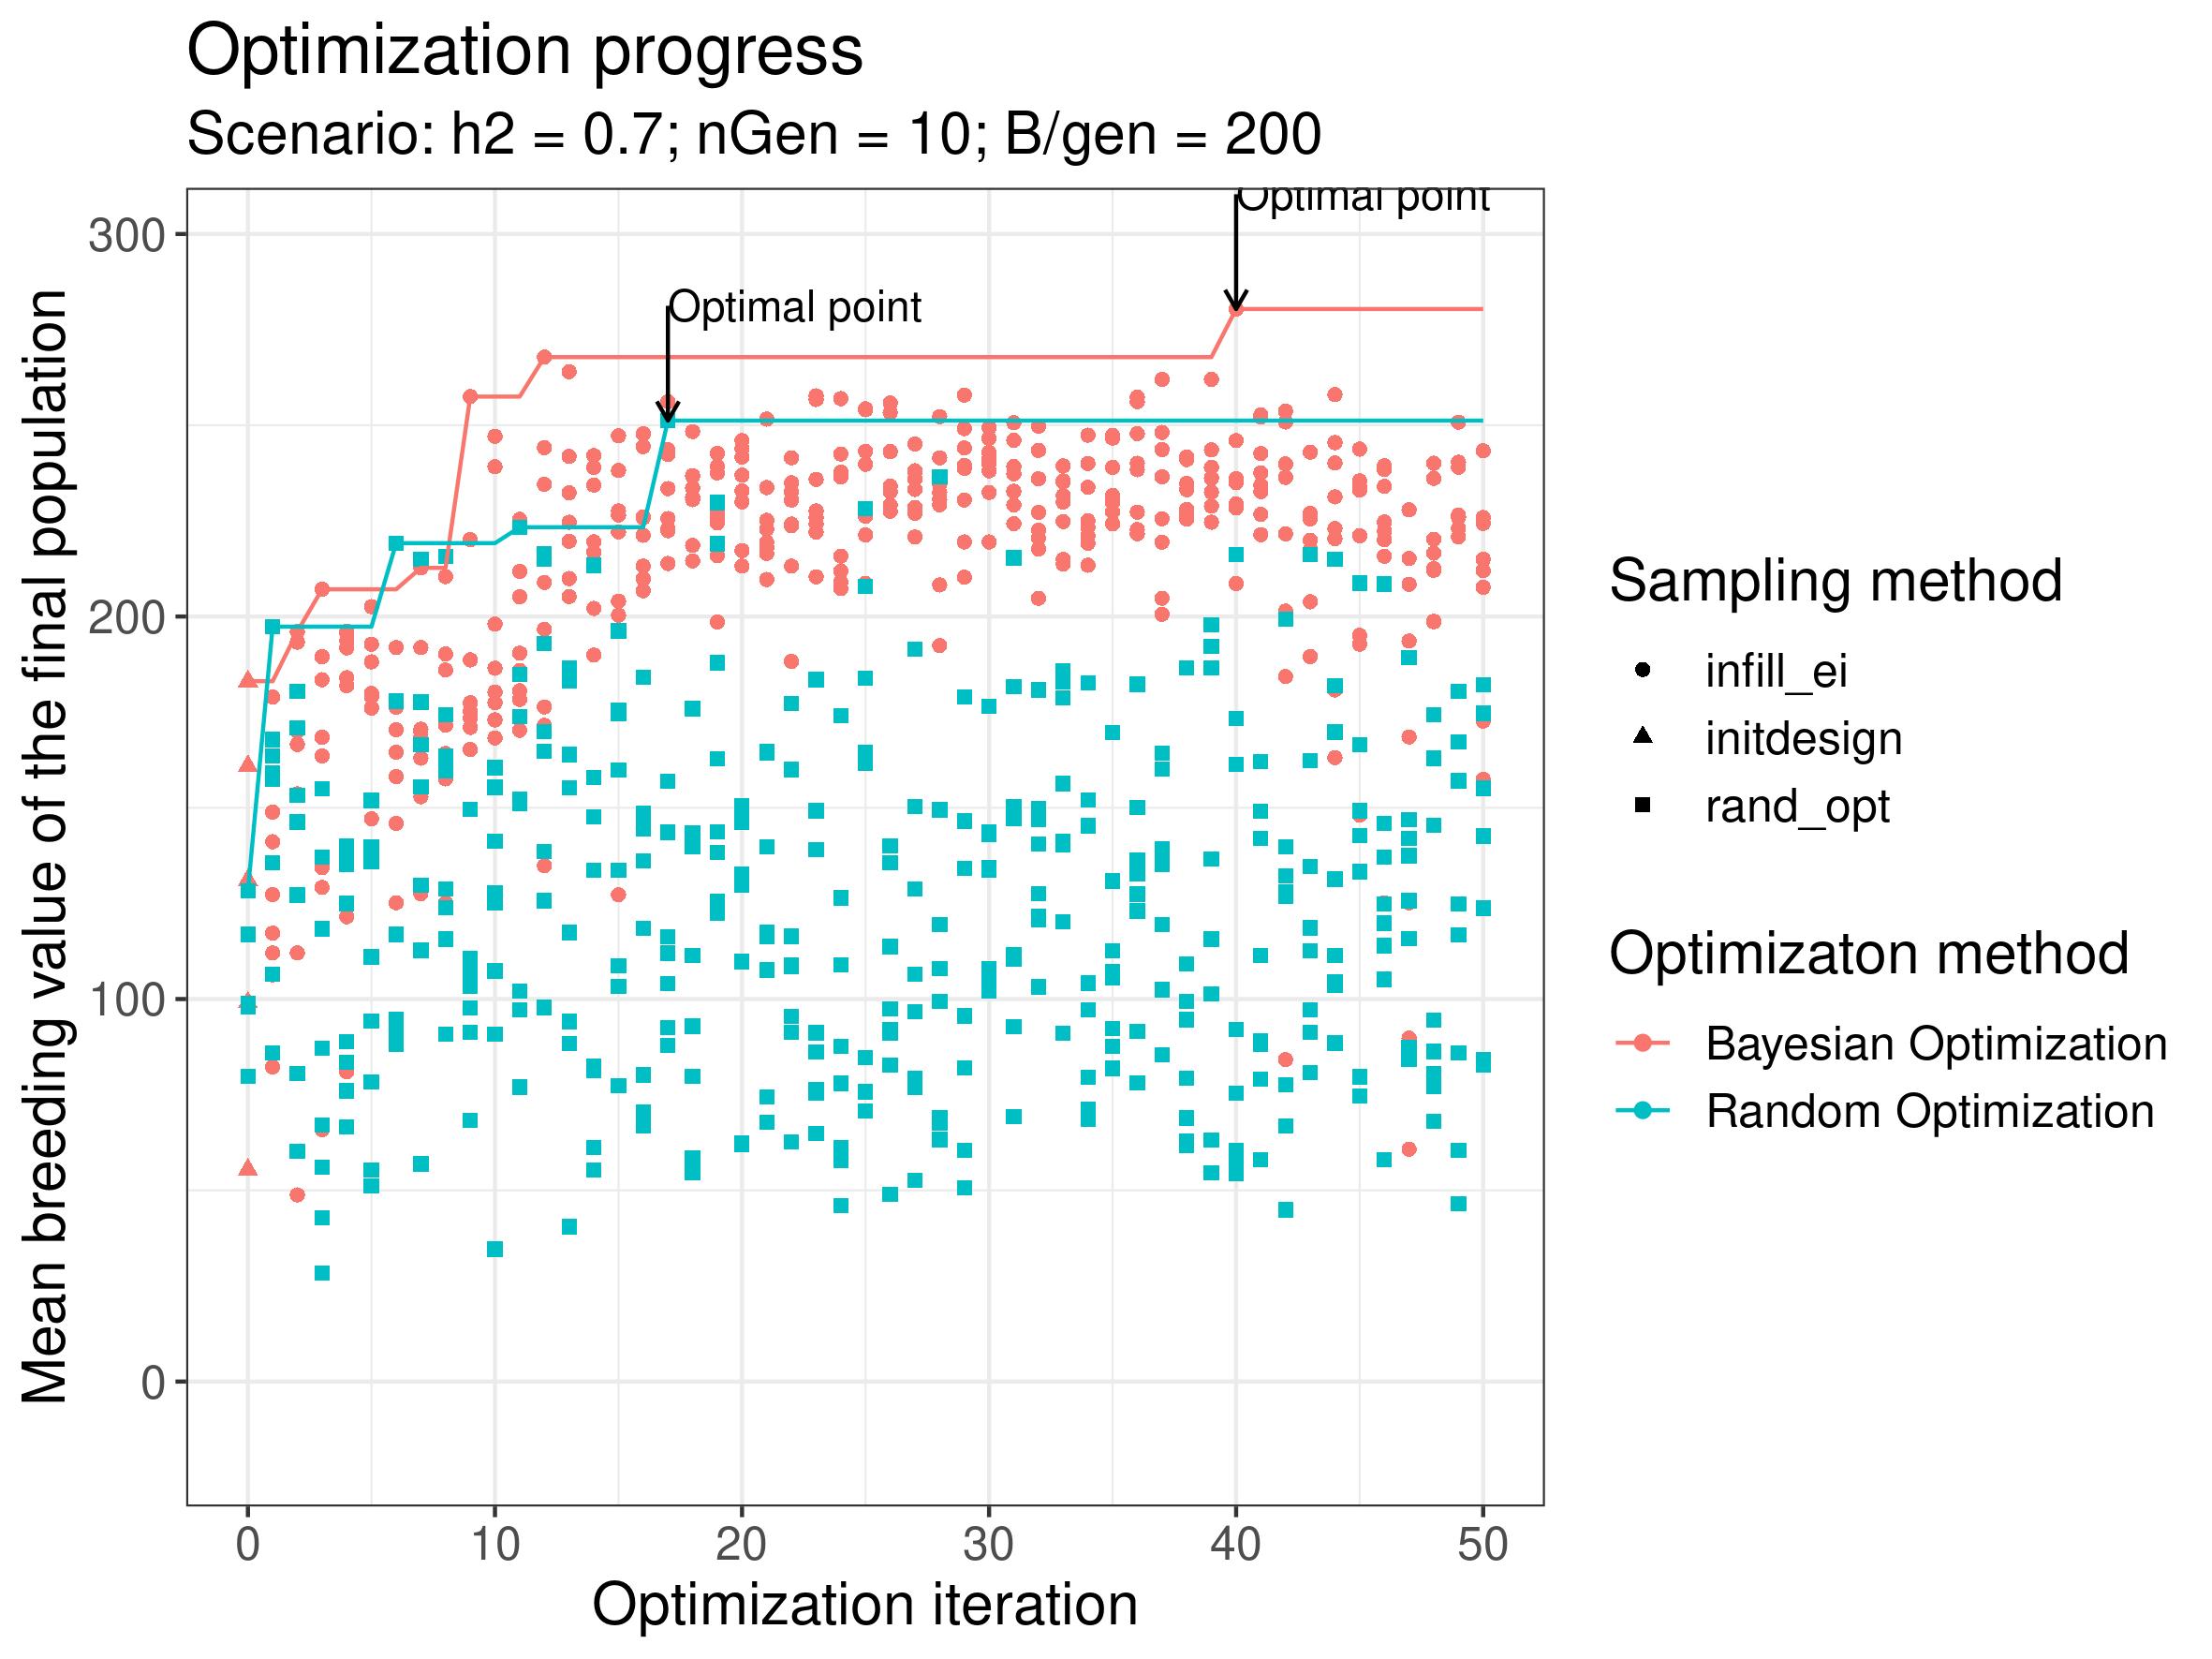 Optimization progress
Scenario: h2 = 0.7; nGen = 10; B/gen = 200
Optimal point
300
Optimal point
200
100
0
Mean breeding value of the final population
0 10 20 30 40 50
Optimization iteration
Sampling method
infill_ei
initdesign
rand_opt
Optimizaton method
Bayesian Optimization
Random Optimization